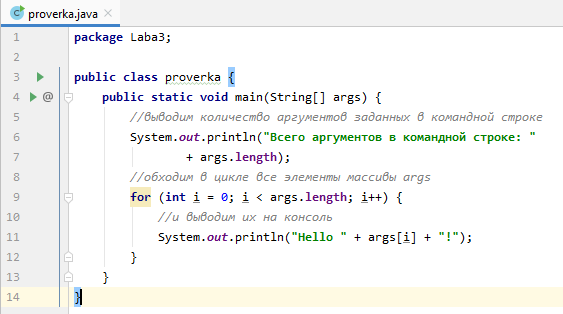 proverka.java
1 package Laba3;
2
3 public class proverka {
4 @ public static void main(String[] args) {
5 //выводим количество аргументов заданных в командной строке
6 System.out.println("Всего аргументов в командной строке: "
7 + args.length);
8 //обходим в цикле все элементы массивы args
9 for (int i = 0; i < args.length; i++) {
10 //и выводим их на консоль
11 System.out.println("Hello " + args[i] + "!");
12 }
13 }
14 }